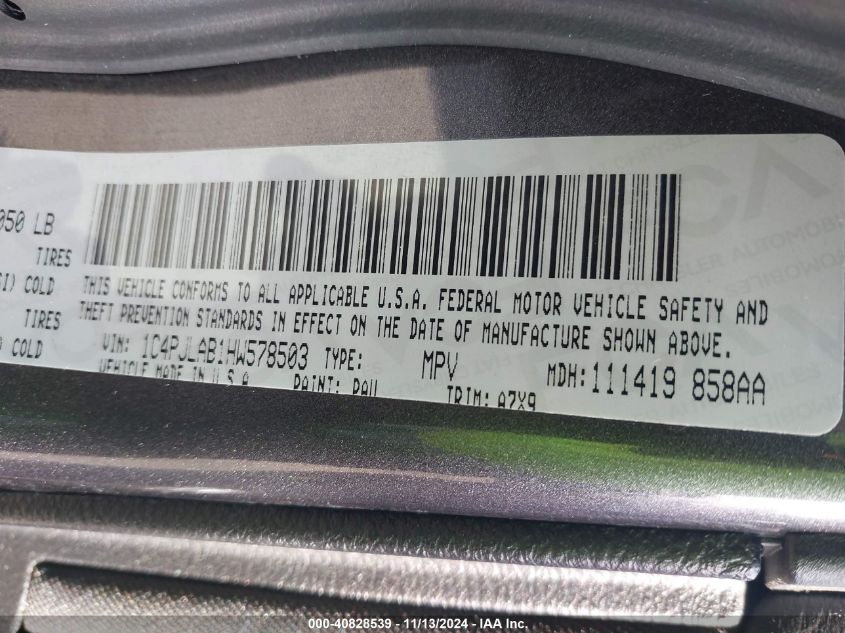 050 LB
TIRES
SI) COLD
TIRES
COLD
THIS VEHICLE CONFORMS TO ALL APPLICABLE U.S.A. FEDERAL MOTOR VEHICLE SAFETY AND
THEFT PREVENTION STANDARDS IN EFFECT ON THE DATE OF MANUFACTURE SHOWN ABOVE.
VIN: 1C4PJLAB1HW578503 TYPE: MPV MDH:111419 858AA
VEHICLE MADE IN U.S.A. PAINT: PAU TRIM: A7X9
000-40828539 - 11/13/2024 - IAA Inc.